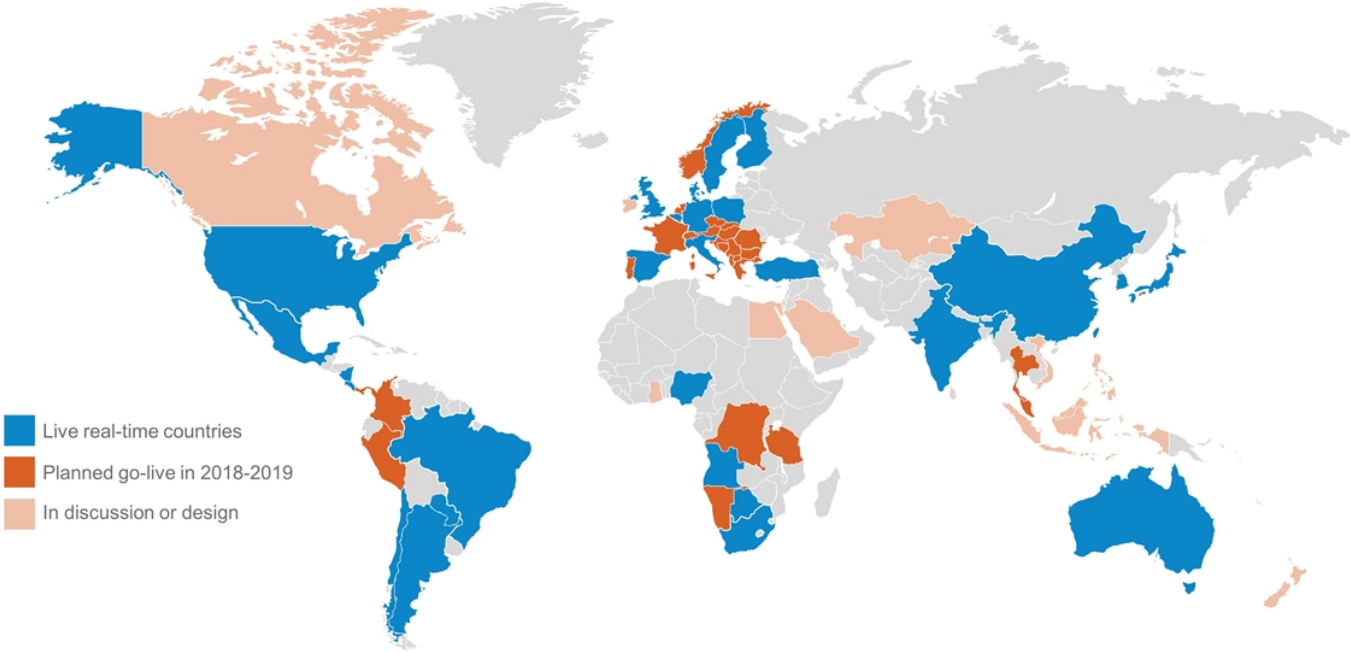 Live real-time countries
Planned go-live in 2018-2019
In discussion or design